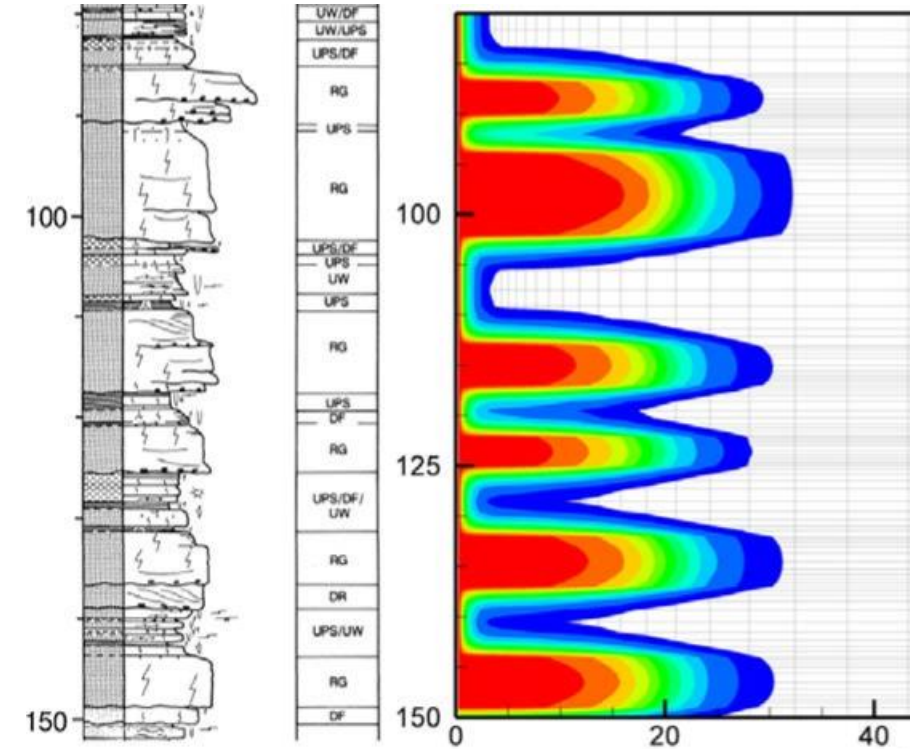 UW/DF
UW/UPS
UPS/DF
RG
UPS
RG
100
UPS/DF
UPS
UW
UPS
RG
UPS
DF
RG
UPS/DF/
UW
RG
DR
UPS/UW
RG
DF
150
100
125
150
0
20
40